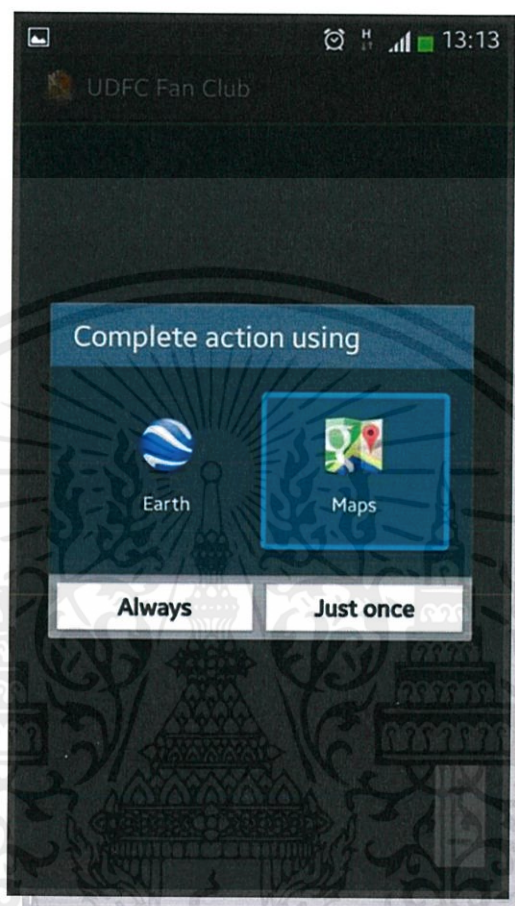 H 13:13
UDFC Fan Club
Complete action using
Earth
Maps
Always
Just once